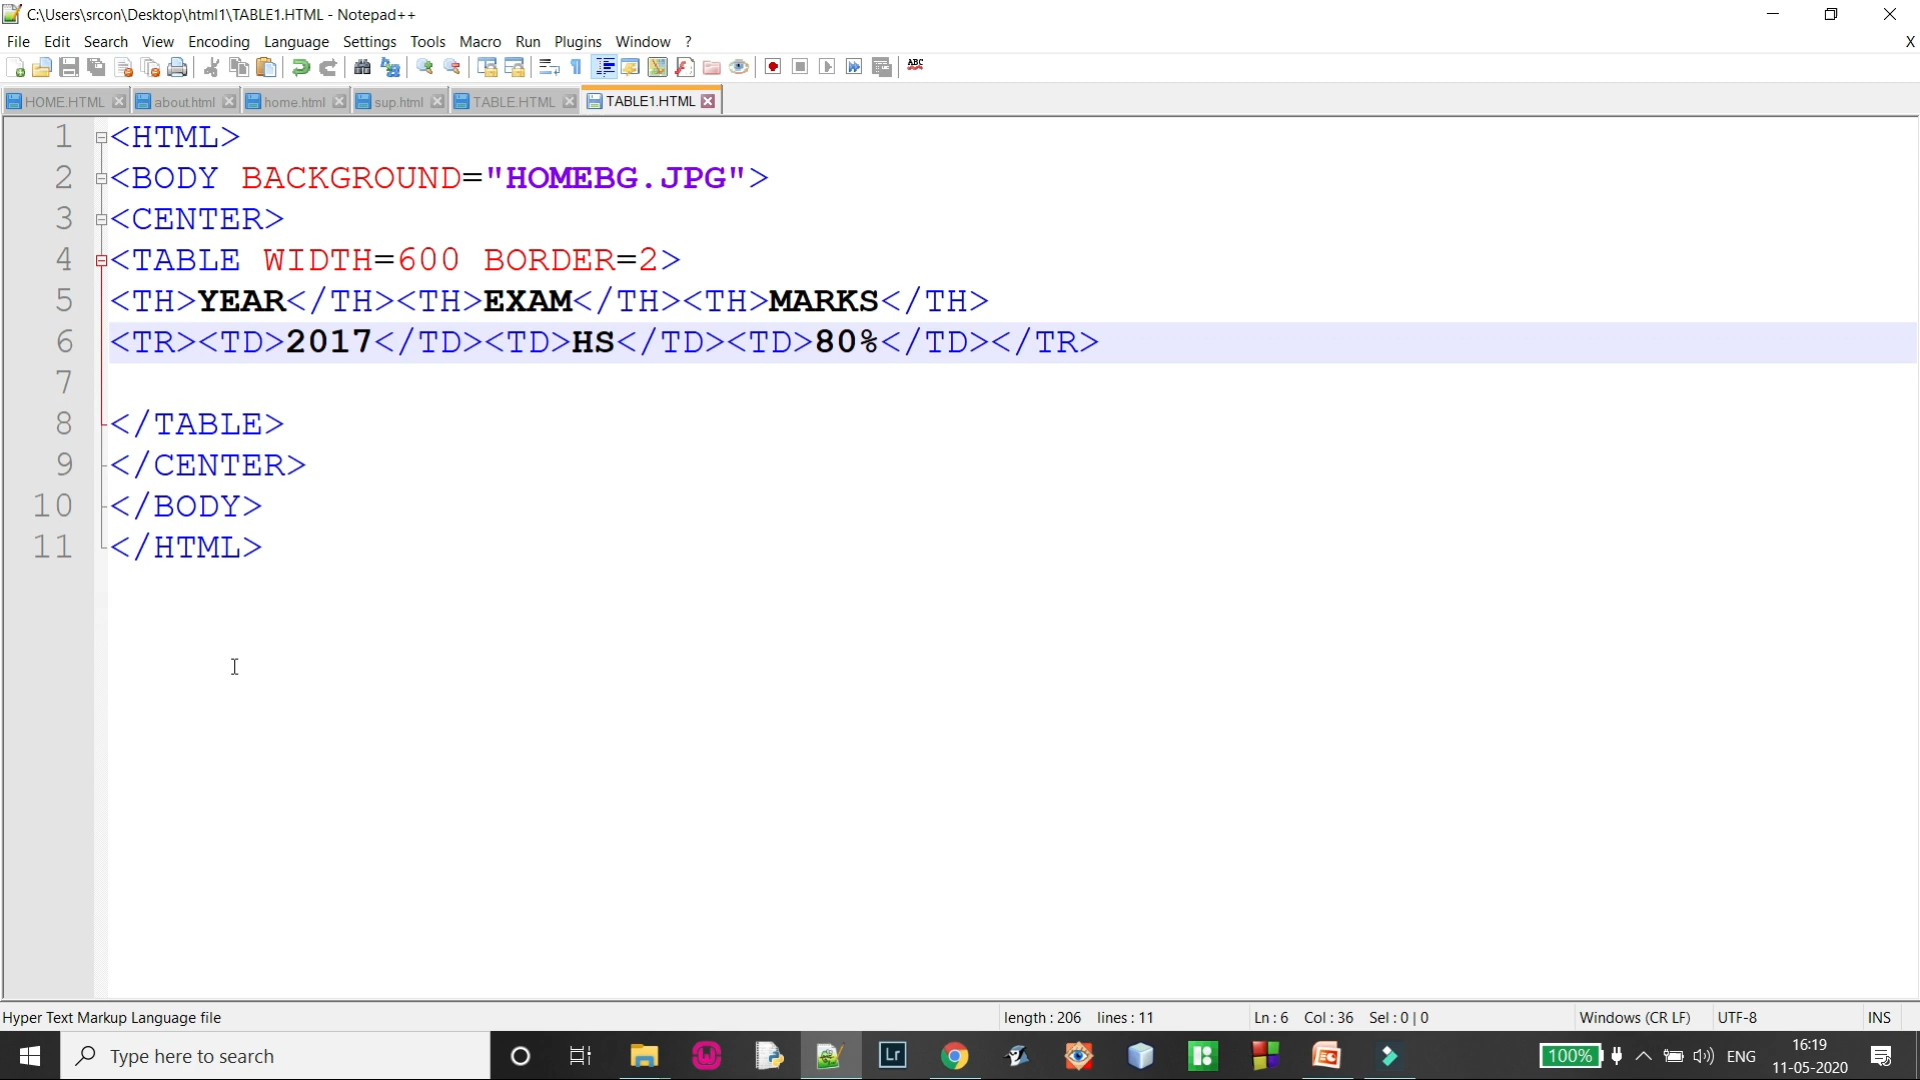 C:\Users\srcon\Desktop\html1\TABLE1.HTML - Notepad++
File Edit Search View Encoding Language Settings Tools Macro Run Plugins Window ? X
ABC
HOME.HTML about.html home.html sup.html TABLE.HTML TABLE1.HTML
1 <HTML>
2 <BODY BACKGROUND="HOMEBG.JPG">
3 <CENTER>
4 <TABLE WIDTH=600 BORDER=2>
5 <TH>YEAR</TH><TH>EXAM</TH><TH>MARKS</TH>
6 <TR><TD>2017</TD><TD>HS</TD><TD>80%</TD></TR>
7
8 </TABLE>
9 </CENTER>
10 </BODY>
11 </HTML>
Hyper Text Markup Language file length : 206 lines : 11 Ln : 6 Col : 36 Sel : 0 | 0 Windows (CR LF) UTF-8 INS
Type here to search Lr 100% ENG 16:19
11-05-2020